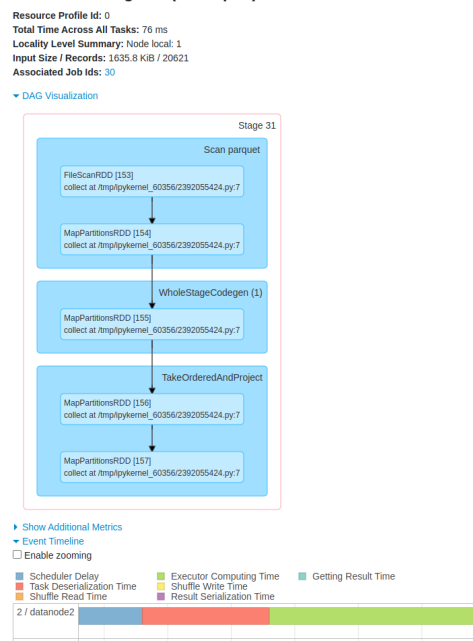 Resource Profile Id: 0
Total Time Across All Tasks: 76 ms
Locality Level Summary: Node local: 1
Input Size / Records: 1635.8 KiB / 20621
Associated Job Ids: 30
DAG Visualization
Stage 31
Scan parquet
FileScanRDD [153]
collect at /tmp/ipykernel_60356/2392055424.py:7
MapPartitionsRDD [154]
collect at /tmp/ipykernel_60356/2392055424.py:7
WholeStageCodegen (1)
MapPartitionsRDD [155]
collect at /tmp/ipykernel_60356/2392055424.py:7
TakeOrderedAndProject
MapPartitionsRDD [156]
collect at /tmp/ipykernel_60356/2392055424.py:7
MapPartitionsRDD [157]
collect at /tmp/ipykernel_60356/2392055424.py:7
Show Additional Metrics
Event Timeline
Enable zooming
Scheduler Delay
Task Deserialization Time
Shuffle Read Time
Executor Computing Time
Shuffle Write Time
Result Serialization Time
Getting Result Time
2 / datanode2